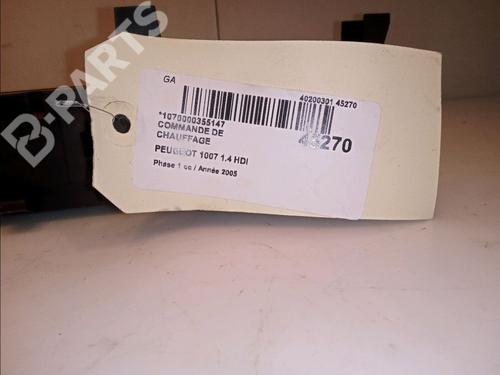 B-PARTS
GA
40200301 45270
*1070000355147
COMMANDE DE
CHAUFFAGE
45270
PEUGEOT 1007 1.4 HDI
Phase 1 cc / Année 2005